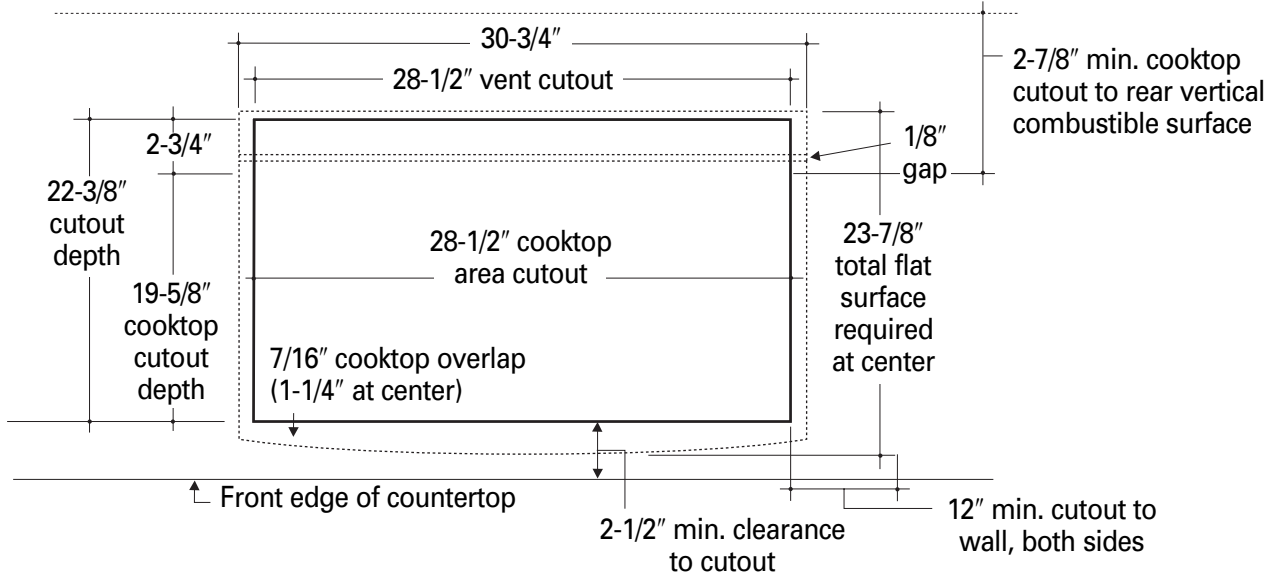 30-3/4″
28-1/2″ vent cutout
2-7/8″ min. cooktop
cutout to rear vertical
combustible surface
2-3/4″
1/8″
gap
22-3/8″
cutout
depth
28-1/2″ cooktop
area cutout
23-7/8″
total flat
surface
required
at center
19-5/8″
cooktop
cutout
depth
7/16″ cooktop overlap
(1-1/4″ at center)
Front edge of countertop
2-1/2″ min. clearance
to cutout
12″ min. cutout to
wall, both sides